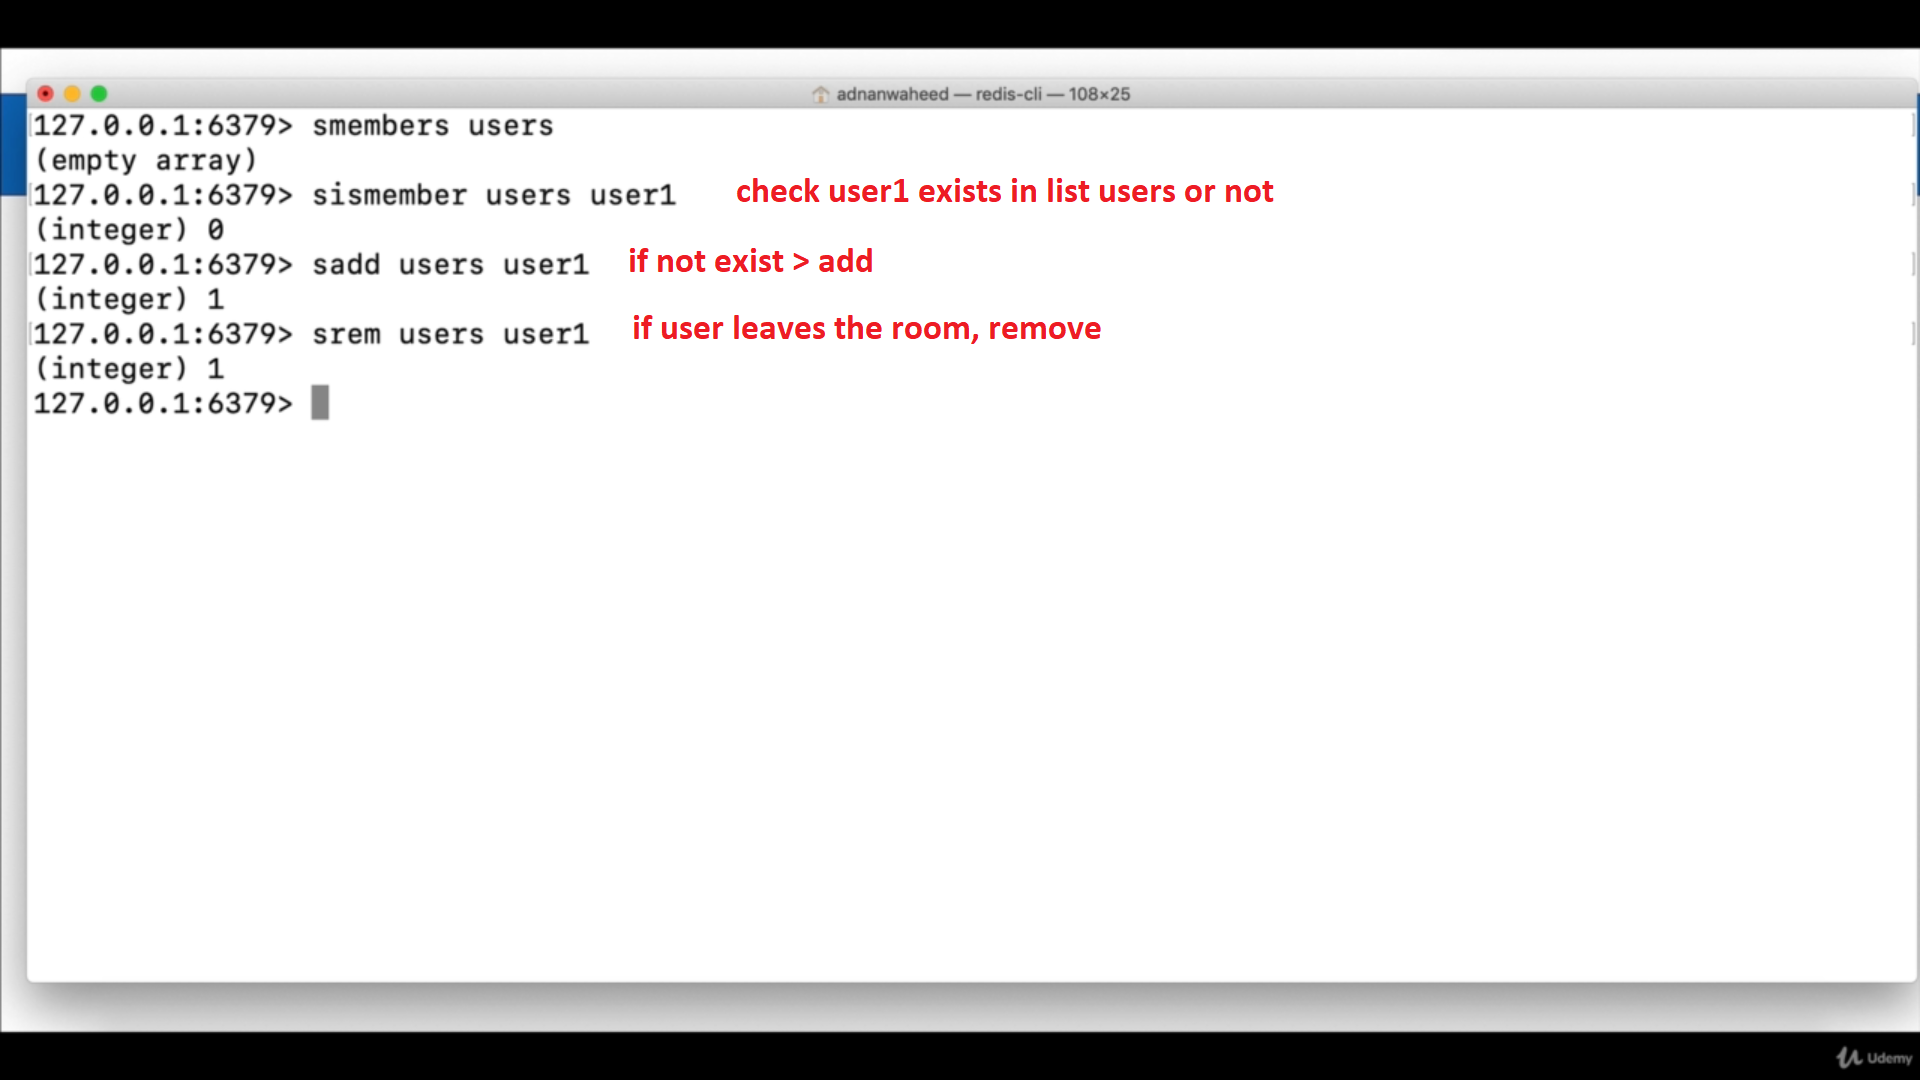 adnanwaheed — redis-cli — 108×25
127.0.0.1:6379> smembers users
(empty array)
127.0.0.1:6379> sismember users user1 check user1 exists in list users or not
(integer) 0
127.0.0.1:6379> sadd users user1 if not exist > add
(integer) 1
127.0.0.1:6379> srem users user1 if user leaves the room, remove
(integer) 1
127.0.0.1:6379>
Udemy